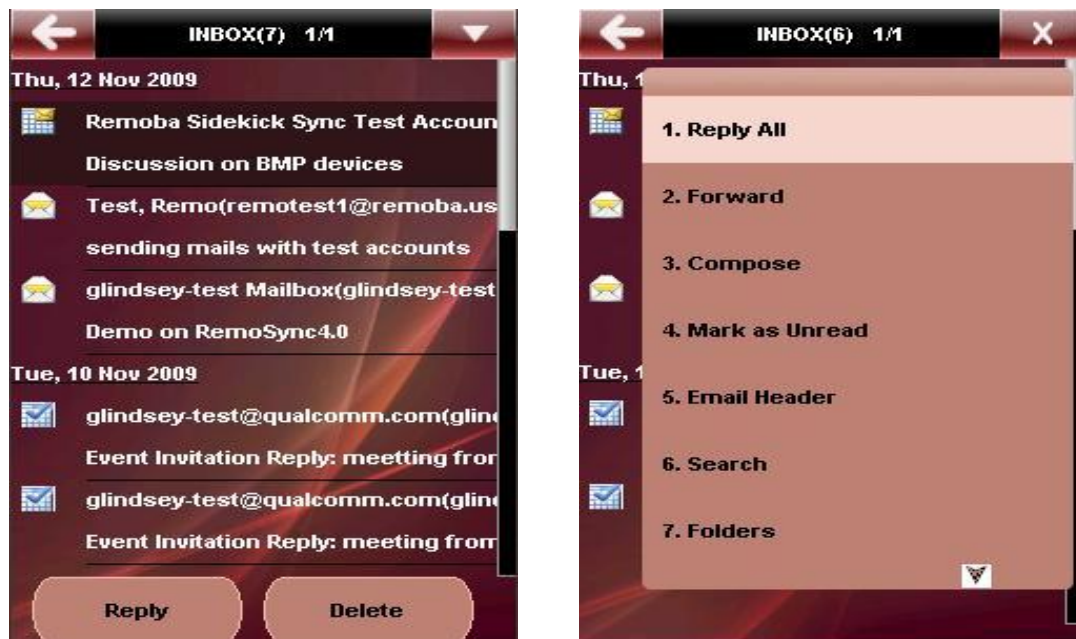 INBOX(7) 1/1
Thu, 12 Nov 2009
Remoba Sidekick Sync Test Accoun
Discussion on BMP devices
Test, Remo(remotest1@remoba.us
sending mails with test accounts
glindsey-test Mailbox(glindsey-test
Demo on RemoSync4.0
Tue, 10 Nov 2009
glindsey-test@qualcomm.com(glin
Event Invitation Reply: meetting fror
glindsey-test@qualcomm.com(glin
Event Invitation Reply: meeting from
Reply Delete
INBOX(6) 1/1
Thu, 1
1. Reply All
2. Forward
3. Compose
4. Mark as Unread
Tue, 1
5. Email Header
6. Search
7. Folders